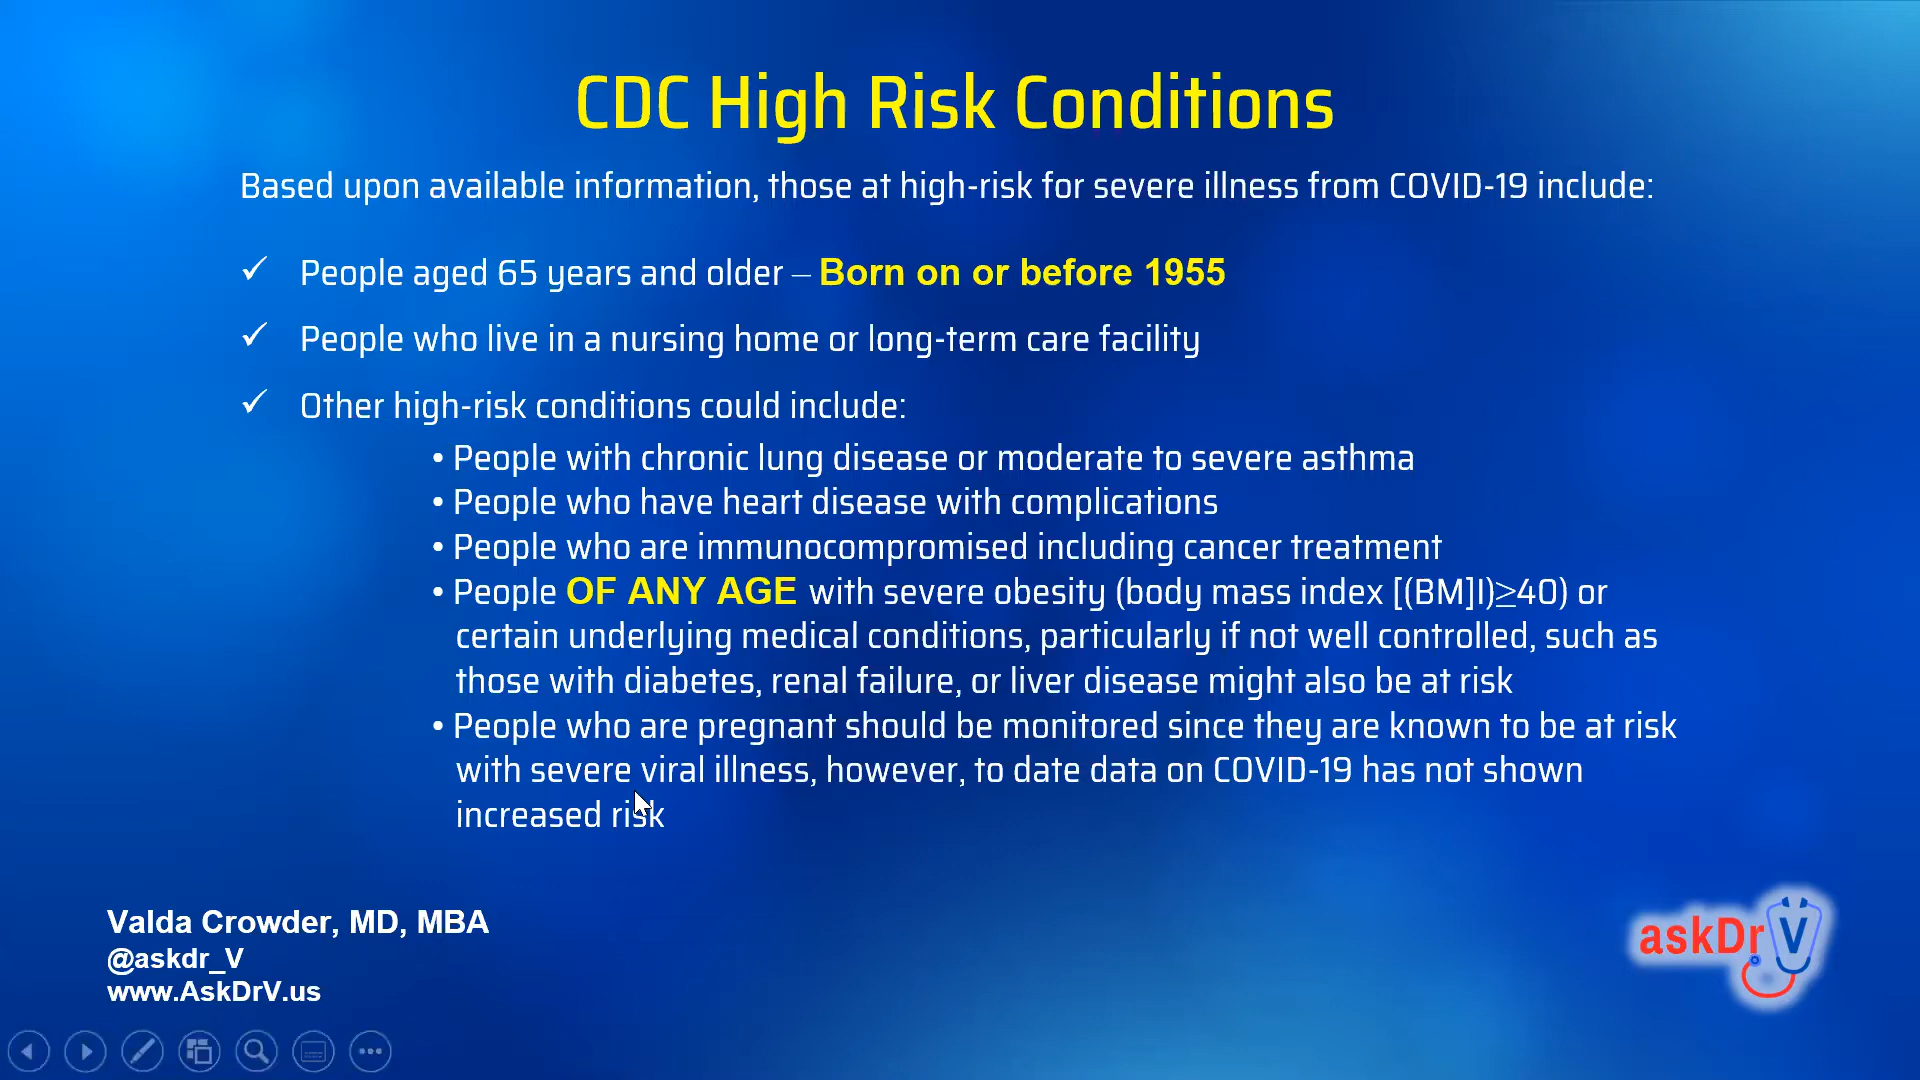 CDC High Risk Conditions
Based upon available information, those at high-risk for severe illness from COVID-19 include:
✓ People aged 65 years and older – Born on or before 1955
✓ People who live in a nursing home or long-term care facility
✓ Other high-risk conditions could include:
• People with chronic lung disease or moderate to severe asthma
• People who have heart disease with complications
• People who are immunocompromised including cancer treatment
• People OF ANY AGE with severe obesity (body mass index [(BM]I)≥40) or
certain underlying medical conditions, particularly if not well controlled, such as
those with diabetes, renal failure, or liver disease might also be at risk
• People who are pregnant should be monitored since they are known to be at risk
with severe viral illness, however, to date data on COVID-19 has not shown
increased risk
Valda Crowder, MD, MBA
@askdr_V
www.AskDrV.us
askDrV